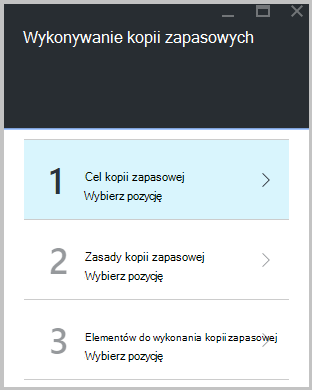 Wykonywanie kopii zapasowych
1
Cel kopii zapasowej
Wybierz pozycję
2
Zasady kopii zapasowej
Wybierz pozycję
3
Elementów do wykonania kopii zapasowej
Wybierz pozycję